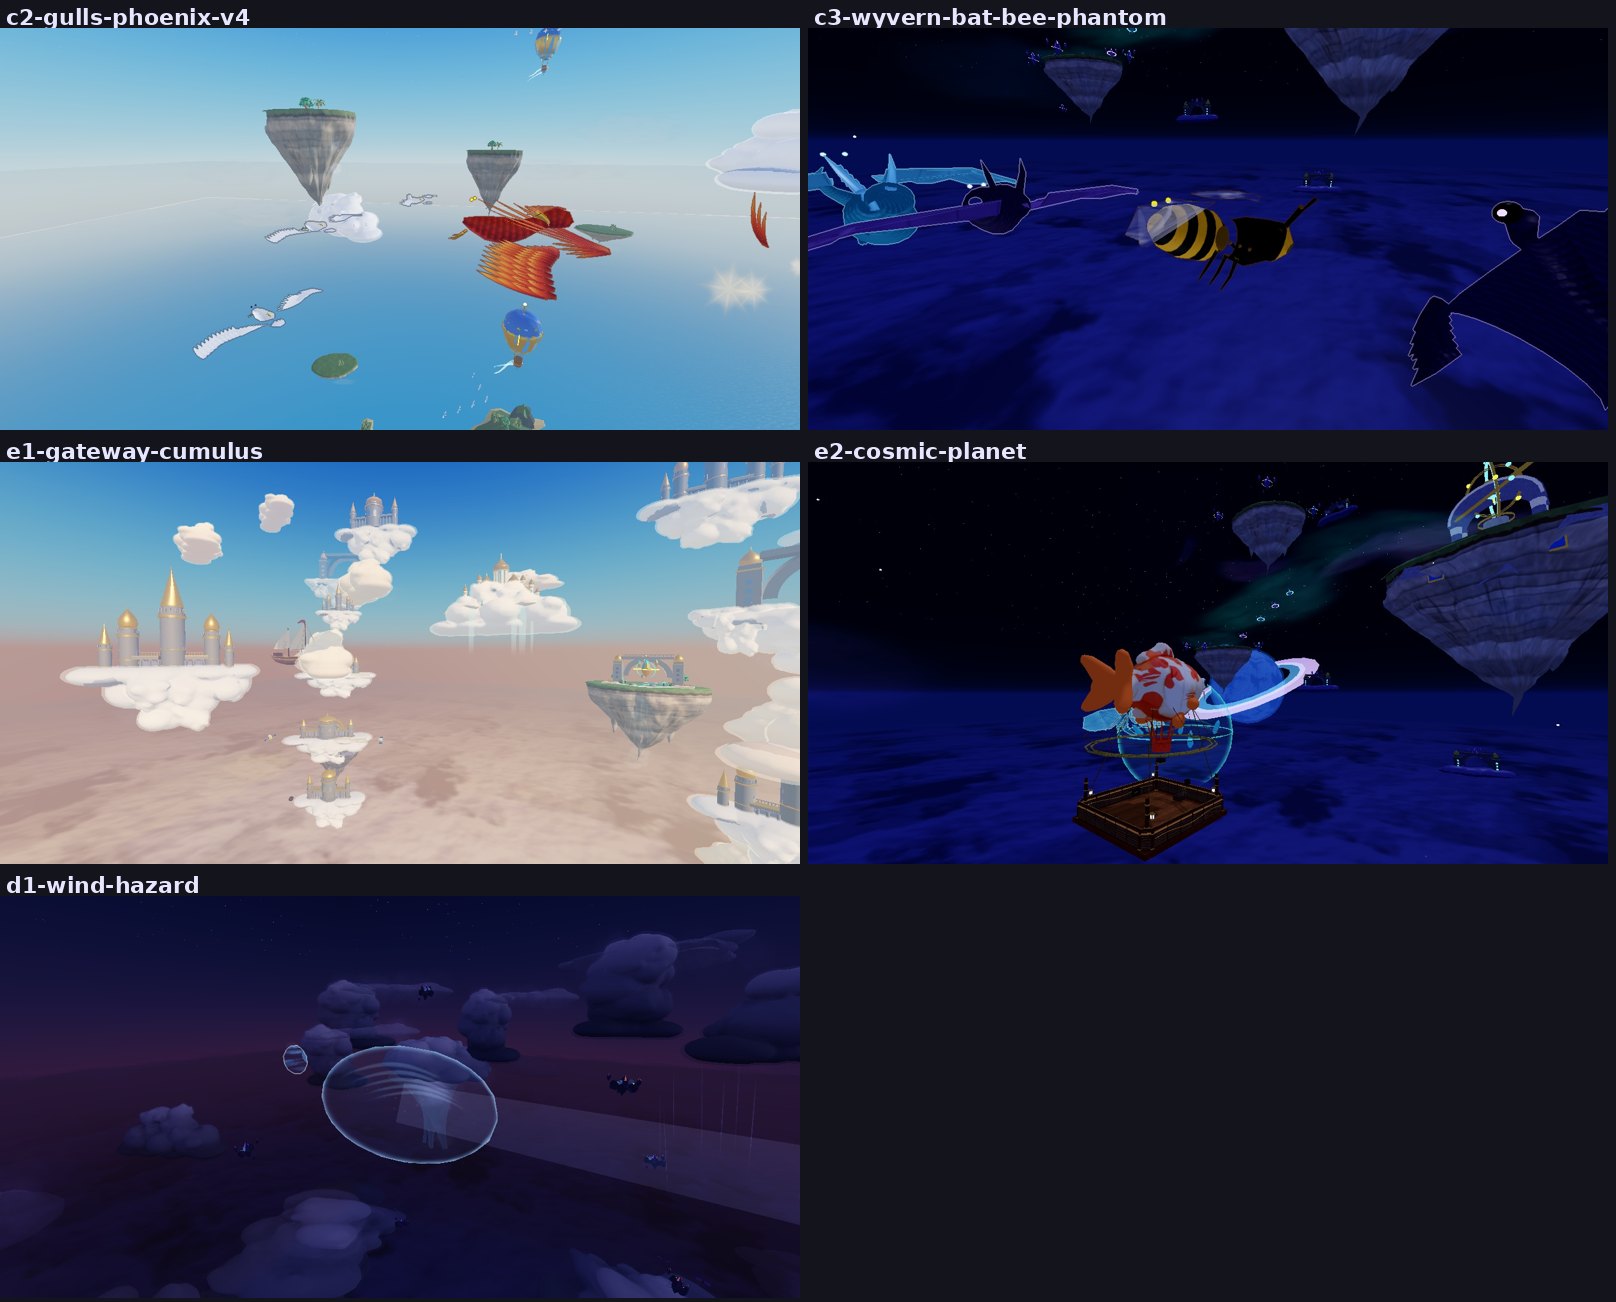 c2-gulls-phoenix-v4
c3-wyvern-bat-bee-phantom
e1-gateway-cumulus
e2-cosmic-planet
d1-wind-hazard